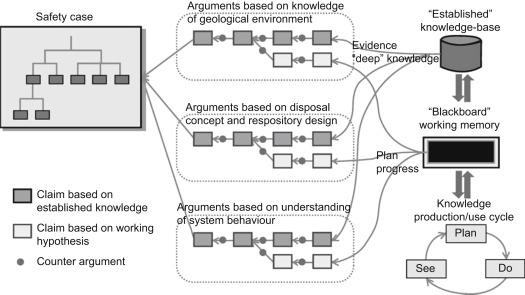 Safety case
Arguments based on knowledge
of geological environment
"Established"
knowledge-base
Evidence
"deep" knowledge
Arguments based on disposal
concept and respository design
"Blackboard"
working memory
Plan
progress
Claim based on
established knowledge
Claim based on working
hypothesis
Counter argument
Arguments based on understanding
of system behaviour
Knowledge
production/use cycle
Plan
See
Do